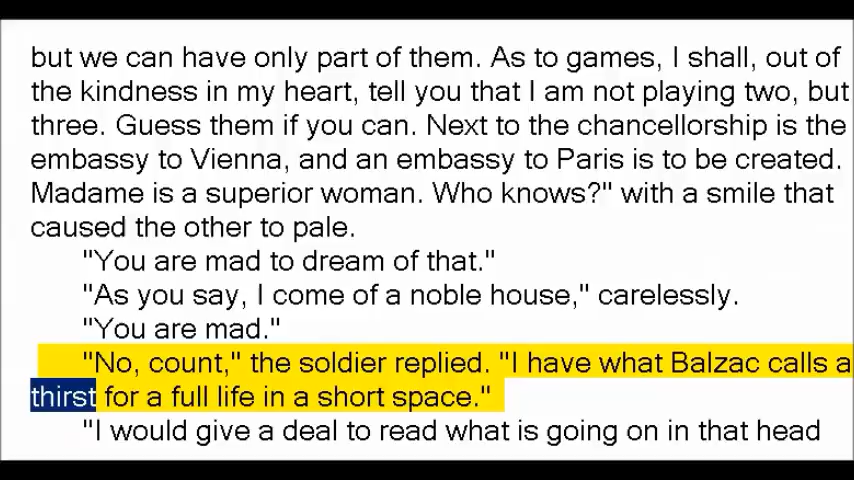 but we can have only part of them. As to games, I shall, out of
the kindness in my heart, tell you that I am not playing two, but
three. Guess them if you can. Next to the chancellorship is the
embassy to Vienna, and an embassy to Paris is to be created.
Madame is a superior woman. Who knows?" with a smile that
caused the other to pale.
"You are mad to dream of that."
"As you say, I come of a noble house," carelessly.
"You are mad."
"No, count," the soldier replied. "I have what Balzac calls a
thirst for a full life in a short space."
"I would give a deal to read what is going on in that head